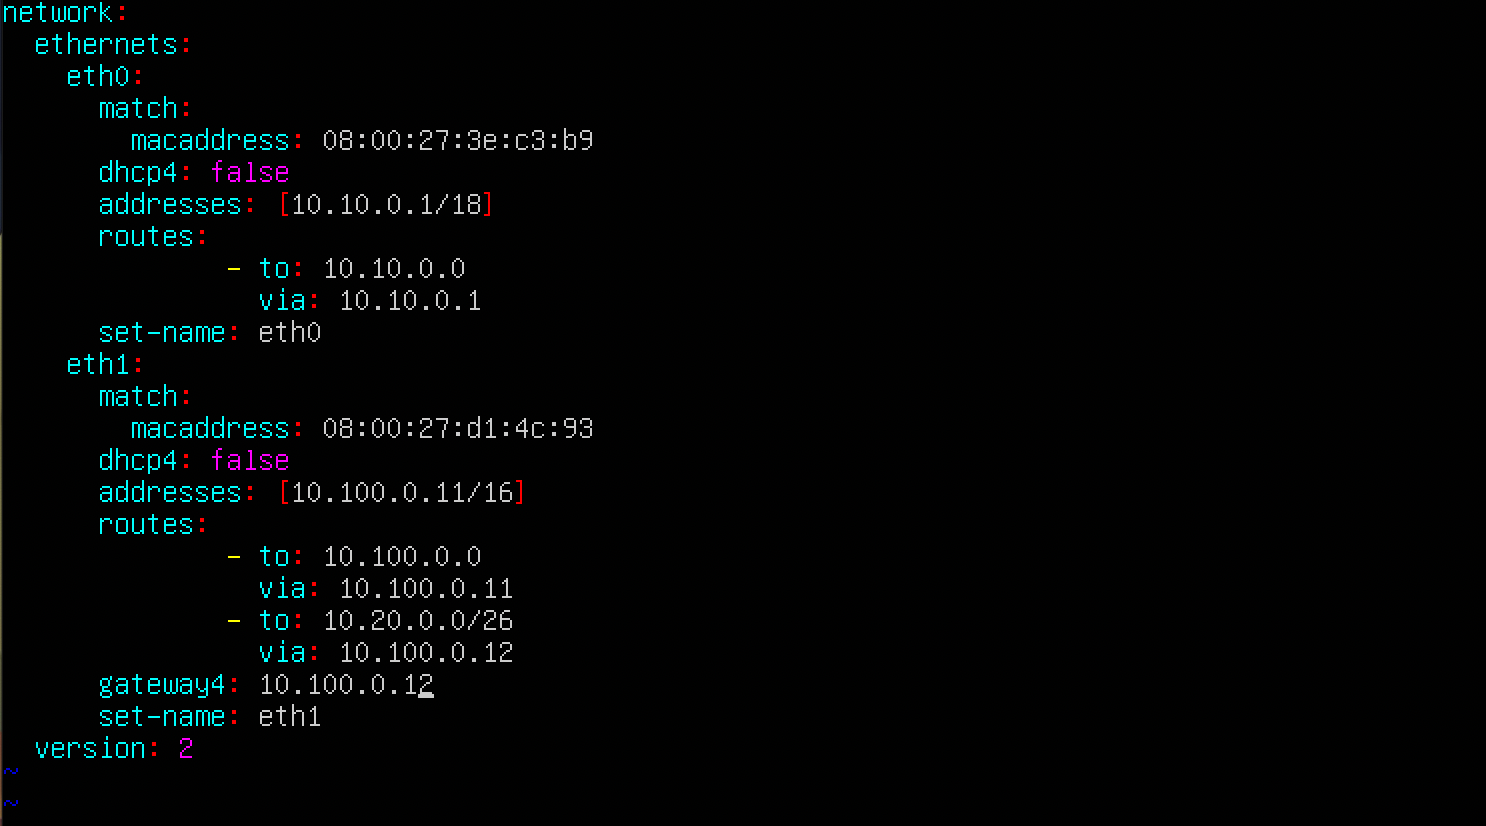 network:
  ethernets:
    eth0:
      match:
        macaddress: 08:00:27:3e:c3:b9
      dhcp4: false
      addresses: [10.10.0.1/18]
      routes:
              - to: 10.10.0.0
                via: 10.10.0.1
      set-name: eth0
    eth1:
      match:
        macaddress: 08:00:27:d1:4c:93
      dhcp4: false
      addresses: [10.100.0.11/16]
      routes:
              - to: 10.100.0.0
                via: 10.100.0.11
              - to: 10.20.0.0/26
                via: 10.100.0.12
      gateway4: 10.100.0.12
      set-name: eth1
  version: 2
~
~